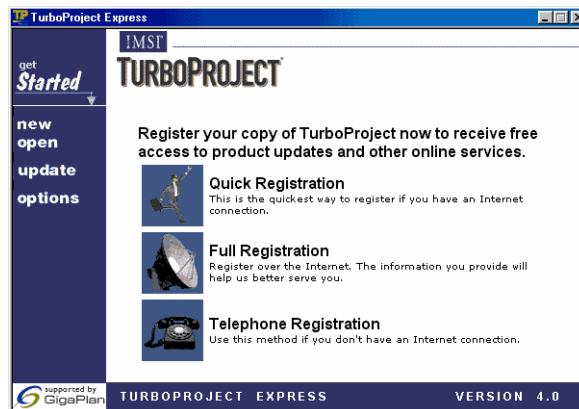 TP TurboProject Express
IMSI
TURBOPROJECT
get
Started
new
open
update
options
Register your copy of TurboProject now to receive free
access to product updates and other online services.
Quick Registration
This is the quickest way to register if you have an Internet
connection.
Full Registration
Register over the Internet. The information you provide will
help us better serve you.
Telephone Registration
Use this method if you don't have an Internet connection.
supported by
GigaPlan
TURBOPROJECT EXPRESS
VERSION 4.0